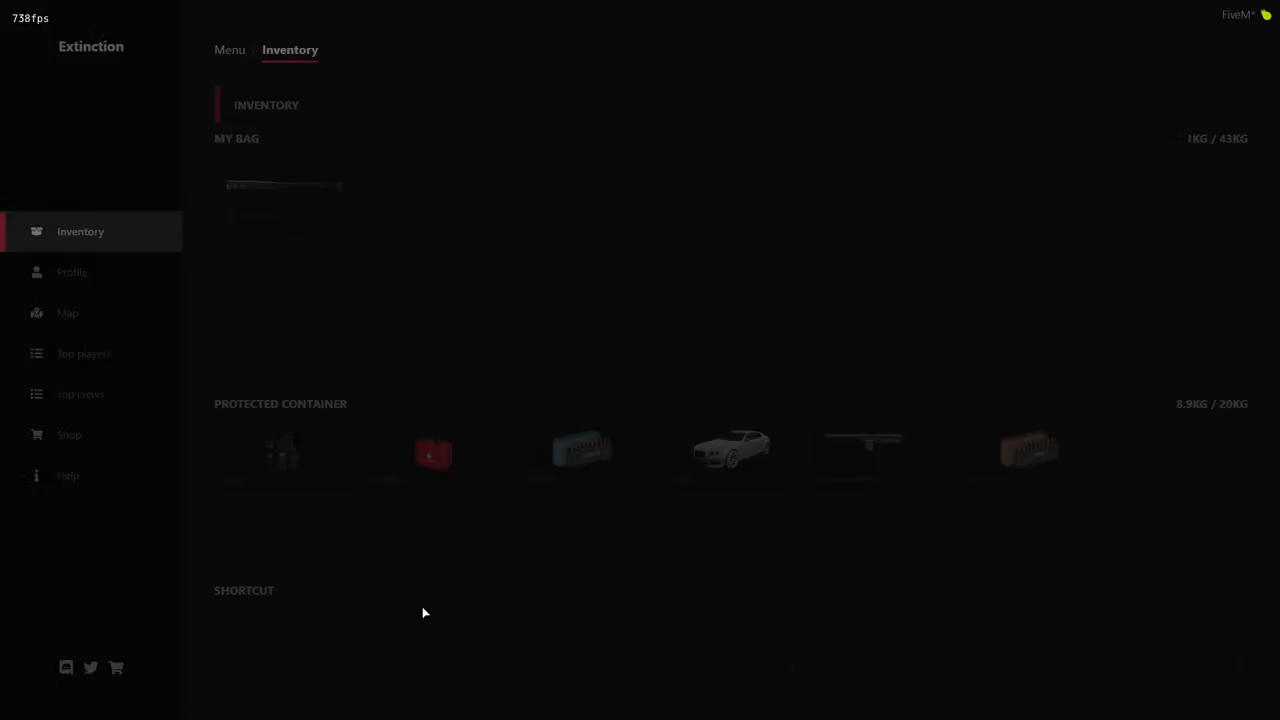 738fps
FiveM*
Extinction
Menu Inventory
INVENTORY
MY BAG
1KG / 43KG
Inventory
Profile
Map
Top players
Top crews
Shop
Help
PROTECTED CONTAINER
8.9KG / 20KG
SHORTCUT